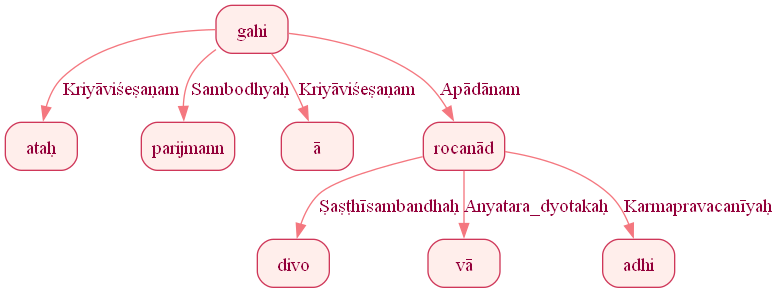 gahi
Kriyāviśeṣaṇam Sambodhyaḥ Kriyāviśeṣaṇam Apādānam
ataḥ parijmann ā rocanād
Ṣaṣṭhīsambandhaḥ Anyatara_dyotakaḥ Karmapravacanīyaḥ
divo vā adhi